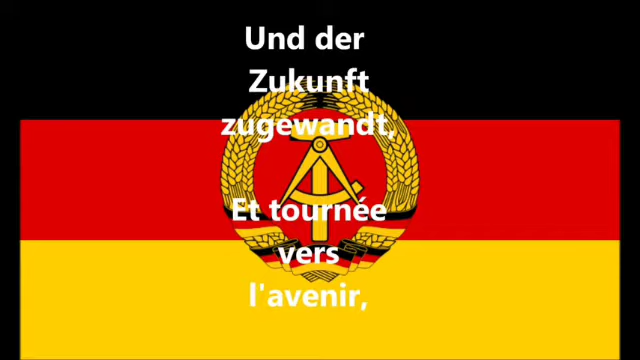 Und der
Zukunft
zugewandt,
Et tournée
vers
l'avenir,